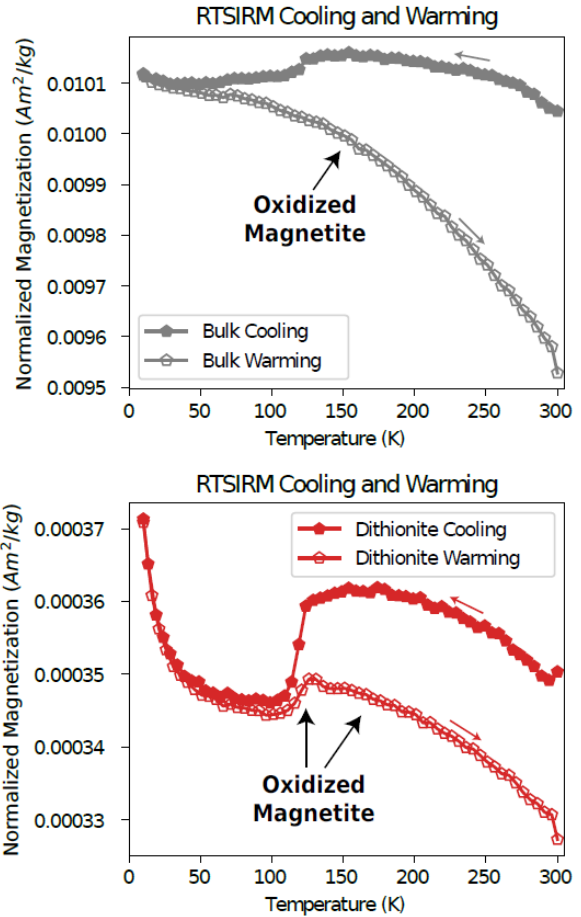 RTSIRM Cooling and Warming
Normalized Magnetization (Am²/kg)
0.0101
0.0100
0.0099
0.0098
0.0097
0.0096
0.0095
Oxidized
Magnetite
Bulk Cooling
Bulk Warming
0 50 100 150 200 250 300
Temperature (K)
RTSIRM Cooling and Warming
Normalized Magnetization (Am²/kg)
0.00037
0.00036
0.00035
0.00034
0.00033
Dithionite Cooling
Dithionite Warming
Oxidized
Magnetite
0 50 100 150 200 250 300
Temperature (K)